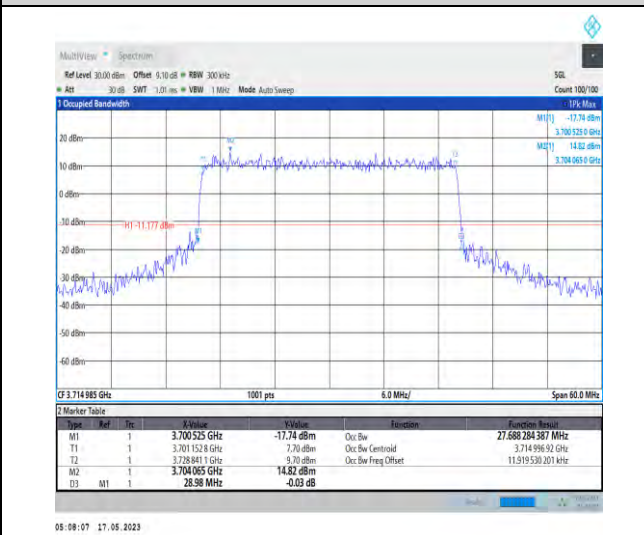 MultiView Spectrum
Ref Level 30.00 dBm Offset 9.10 dB RBW 300 kHz SGL
Att 30 dB SWT 1.01 ms VBW 1 MHz Mode Auto Sweep Count 100/100
1 Occupied Bandwidth 1Pk Max
M1[1] -17.74 dBm
3.700 525 0 GHz
M2[1] 14.82 dBm
3.704 065 0 GHz
20 dBm
10 dBm
0 dBm
-10 dBm
H1 -11.177 dBm
-20 dBm
-30 dBm
-40 dBm
-50 dBm
-60 dBm
CF 3.714 985 GHz 1001 pts 6.0 MHz/ Span 60.0 MHz
2 Marker Table
Type Ref Trc X-Value Y-Value Function Function Result
M1 1 3.700 525 GHz -17.74 dBm Occ Bw 27.688 284 387 MHz
T1 1 3.701 152 8 GHz 7.70 dBm Occ Bw Centroid 3.714 996 92 GHz
T2 1 3.728 841 1 GHz 9.70 dBm Occ Bw Freq Offset 11.919 530 201 kHz
M2 1 3.704 065 GHz 14.82 dBm
D3 M1 1 28.98 MHz -0.03 dB
05:08:07 17.05.2023